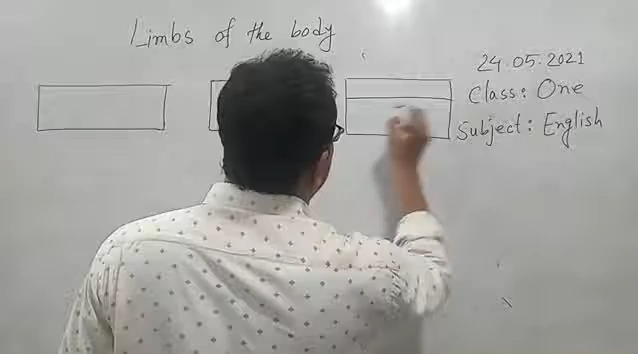 Limbs of the body
24.05.2021
Class: One
Subject: English